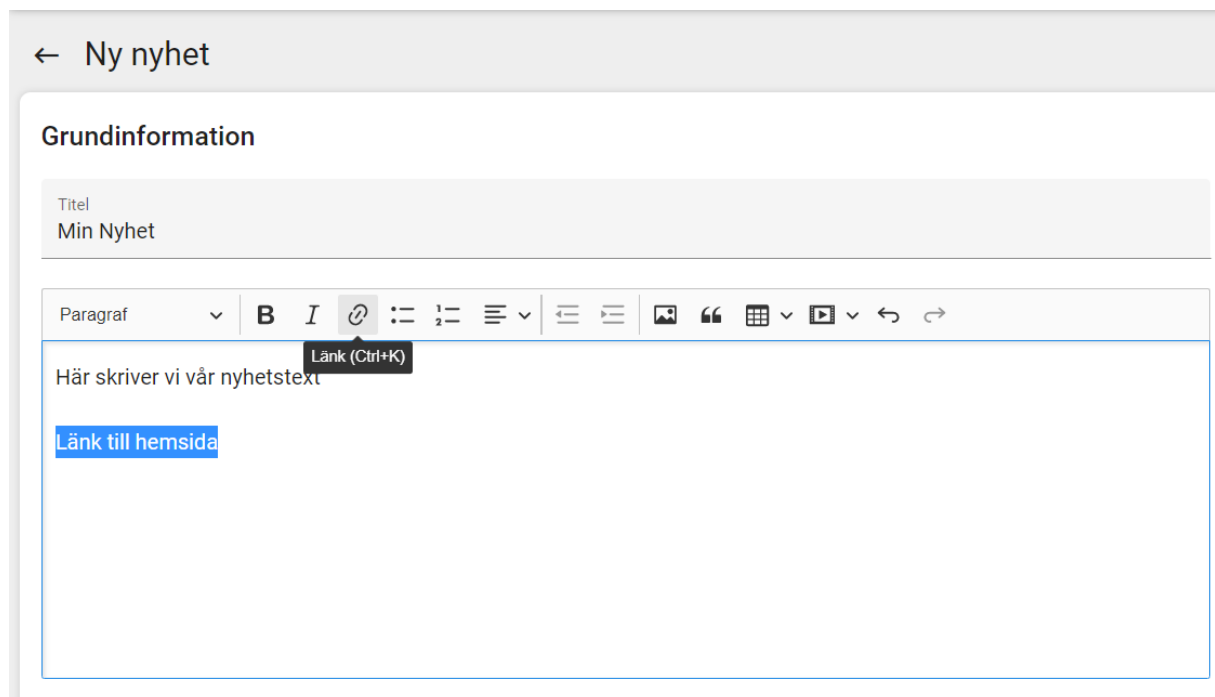 Ny nyhet
Grundinformation
Titel
Min Nyhet
Paragraf
B I
Länk (Ctrl+K)
Här skriver vi vår nyhetstext
Länk till hemsida